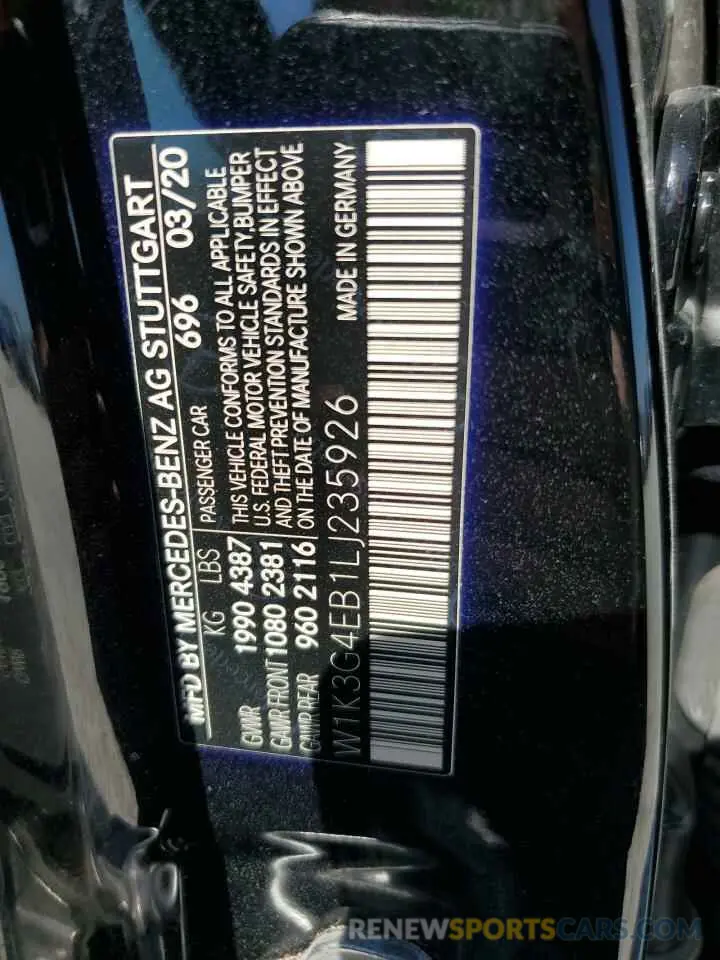 MFD BY MERCEDES-BENZ AG STUTTGART
696 03/20
KG LBS PASSENGER CAR
GVWR 1990 4387 THIS VEHICLE CONFORMS TO ALL APPLICABLE
GAWR FRONT 1080 2381 U.S. FEDERAL MOTOR VEHICLE SAFETY,BUMPER
GAWR REAR 960 2116 AND THEFT PREVENTION STANDARDS IN EFFECT
ON THE DATE OF MANUFACTURE SHOWN ABOVE
W1K3G4EB1LJ235926 MADE IN GERMANY
RENEWSPORTSCARS.COM